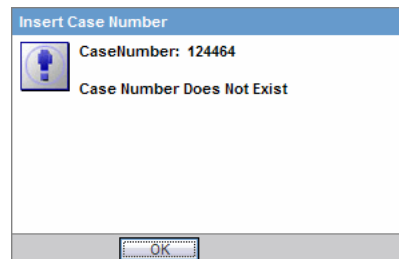 Insert Case Number
CaseNumber: 124464
Case Number Does Not Exist
OK